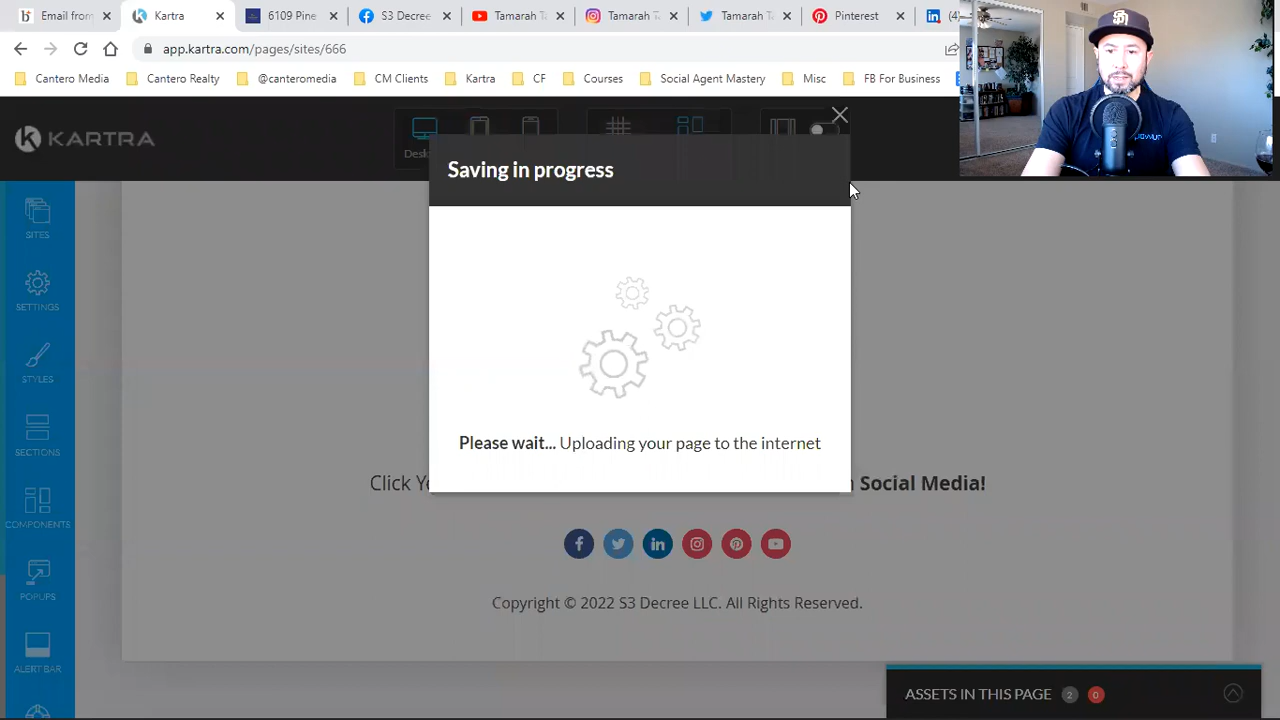 Email from
Kartra
6109 Pine
S3 Decree
Tamarah T
Tamarah T
Tamarah T
Pinterest
(4)
app.kartra.com/pages/sites/666
Cantero Media
Cantero Realty
@canteromedia
CM Clients
Kartra
CF
Courses
Social Agent Mastery
Misc
FB For Business
KARTRA
Saving in progress
SITES
SETTINGS
STYLES
SECTIONS
COMPONENTS
POPUPS
ALERT BAR
Please wait... Uploading your page to the internet
Click Social Media!
Copyright © 2022 S3 Decree LLC. All Rights Reserved.
ASSETS IN THIS PAGE 2 0